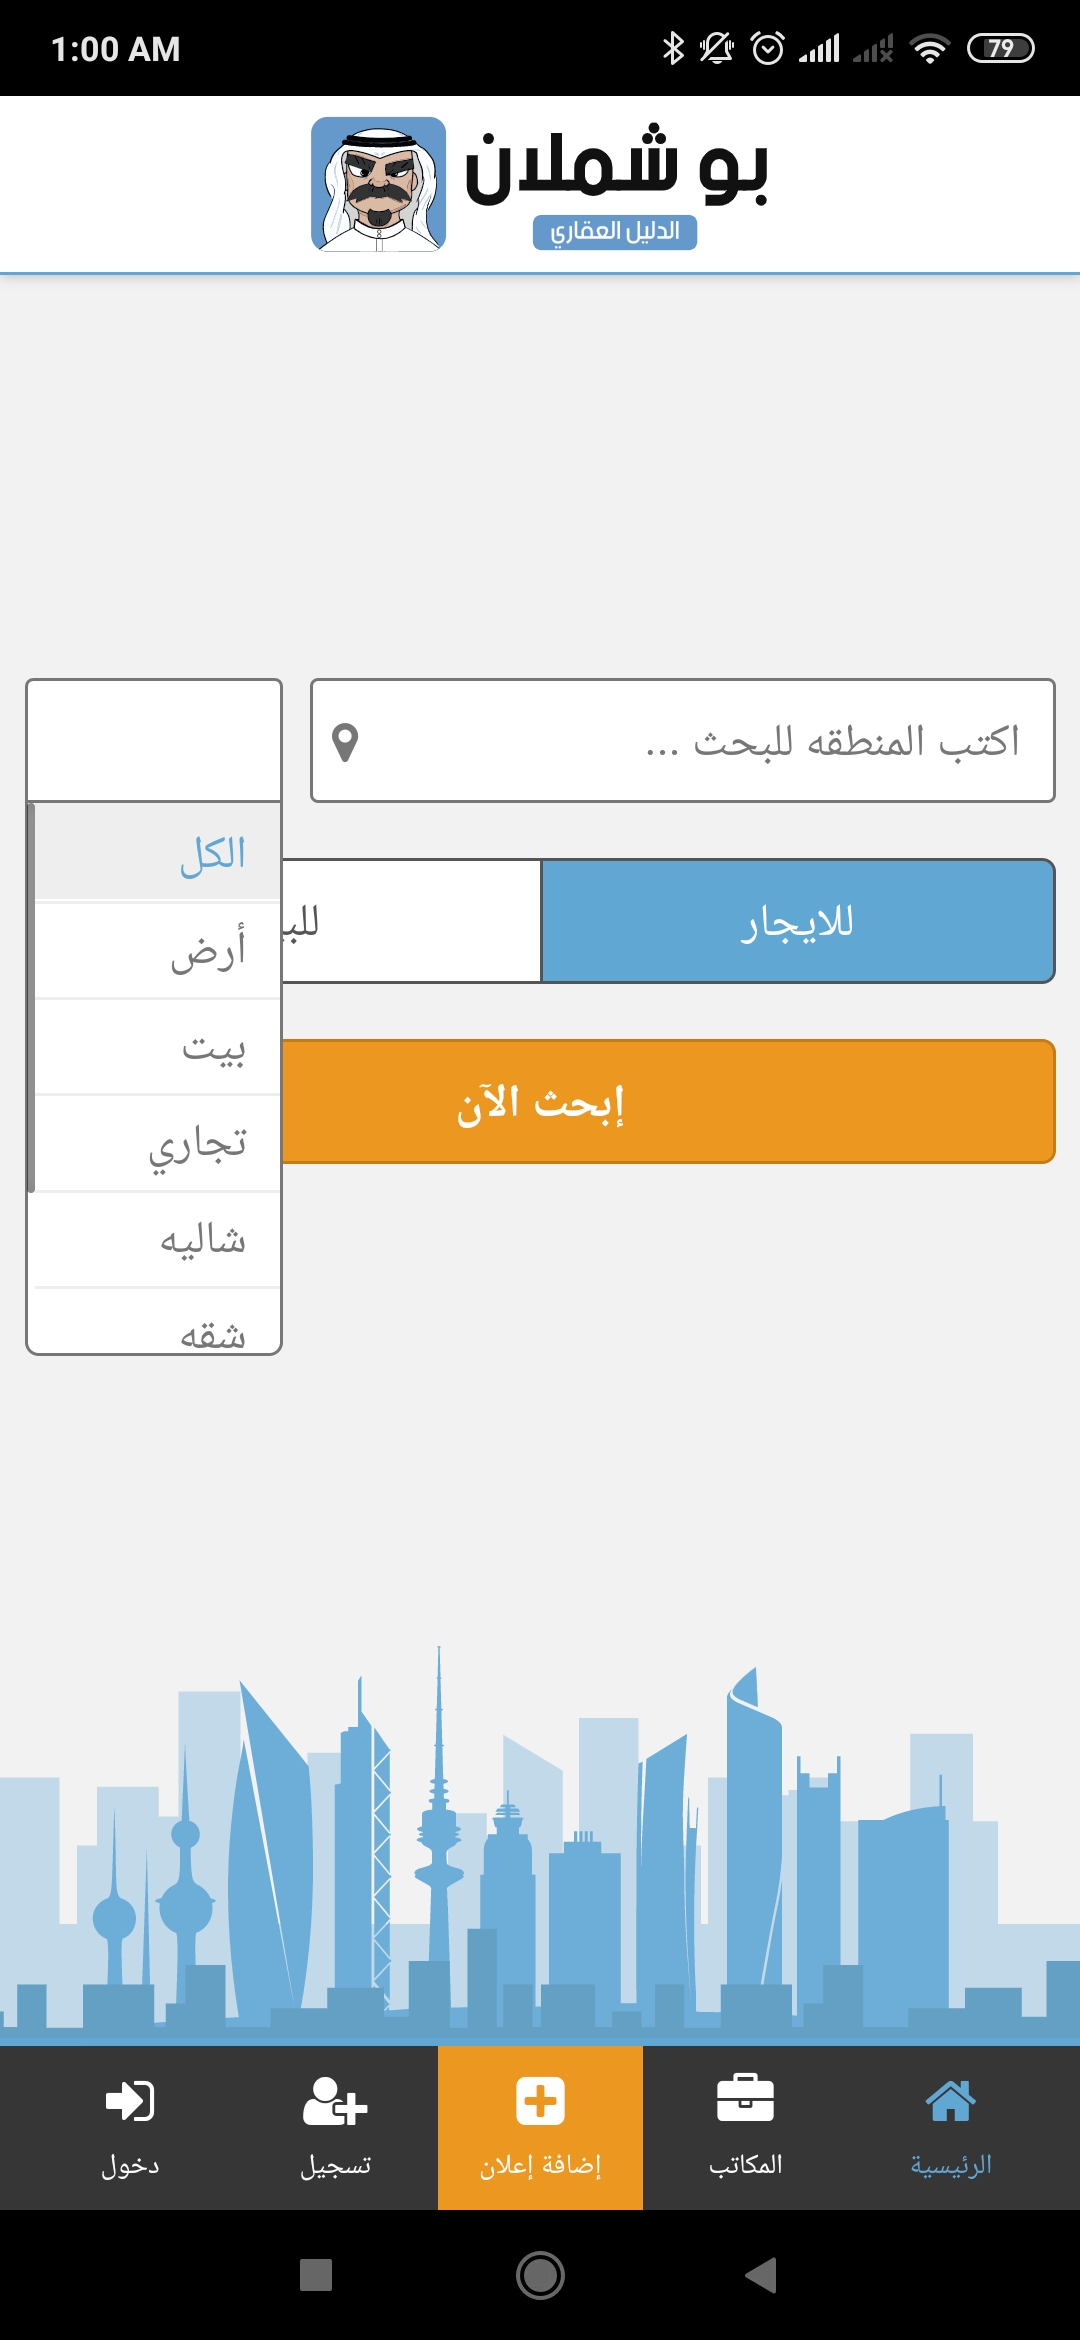 1:00 AM
79
بو شملان
الدليل العقاري
اكتب المنطقه للبحث ...
الكل
أرض
بيت
تجاري
شاليه
شقه
للايجار
إبحث الآن
الرئيسية
المكاتب
إضافة إعلان
تسجيل
دخول